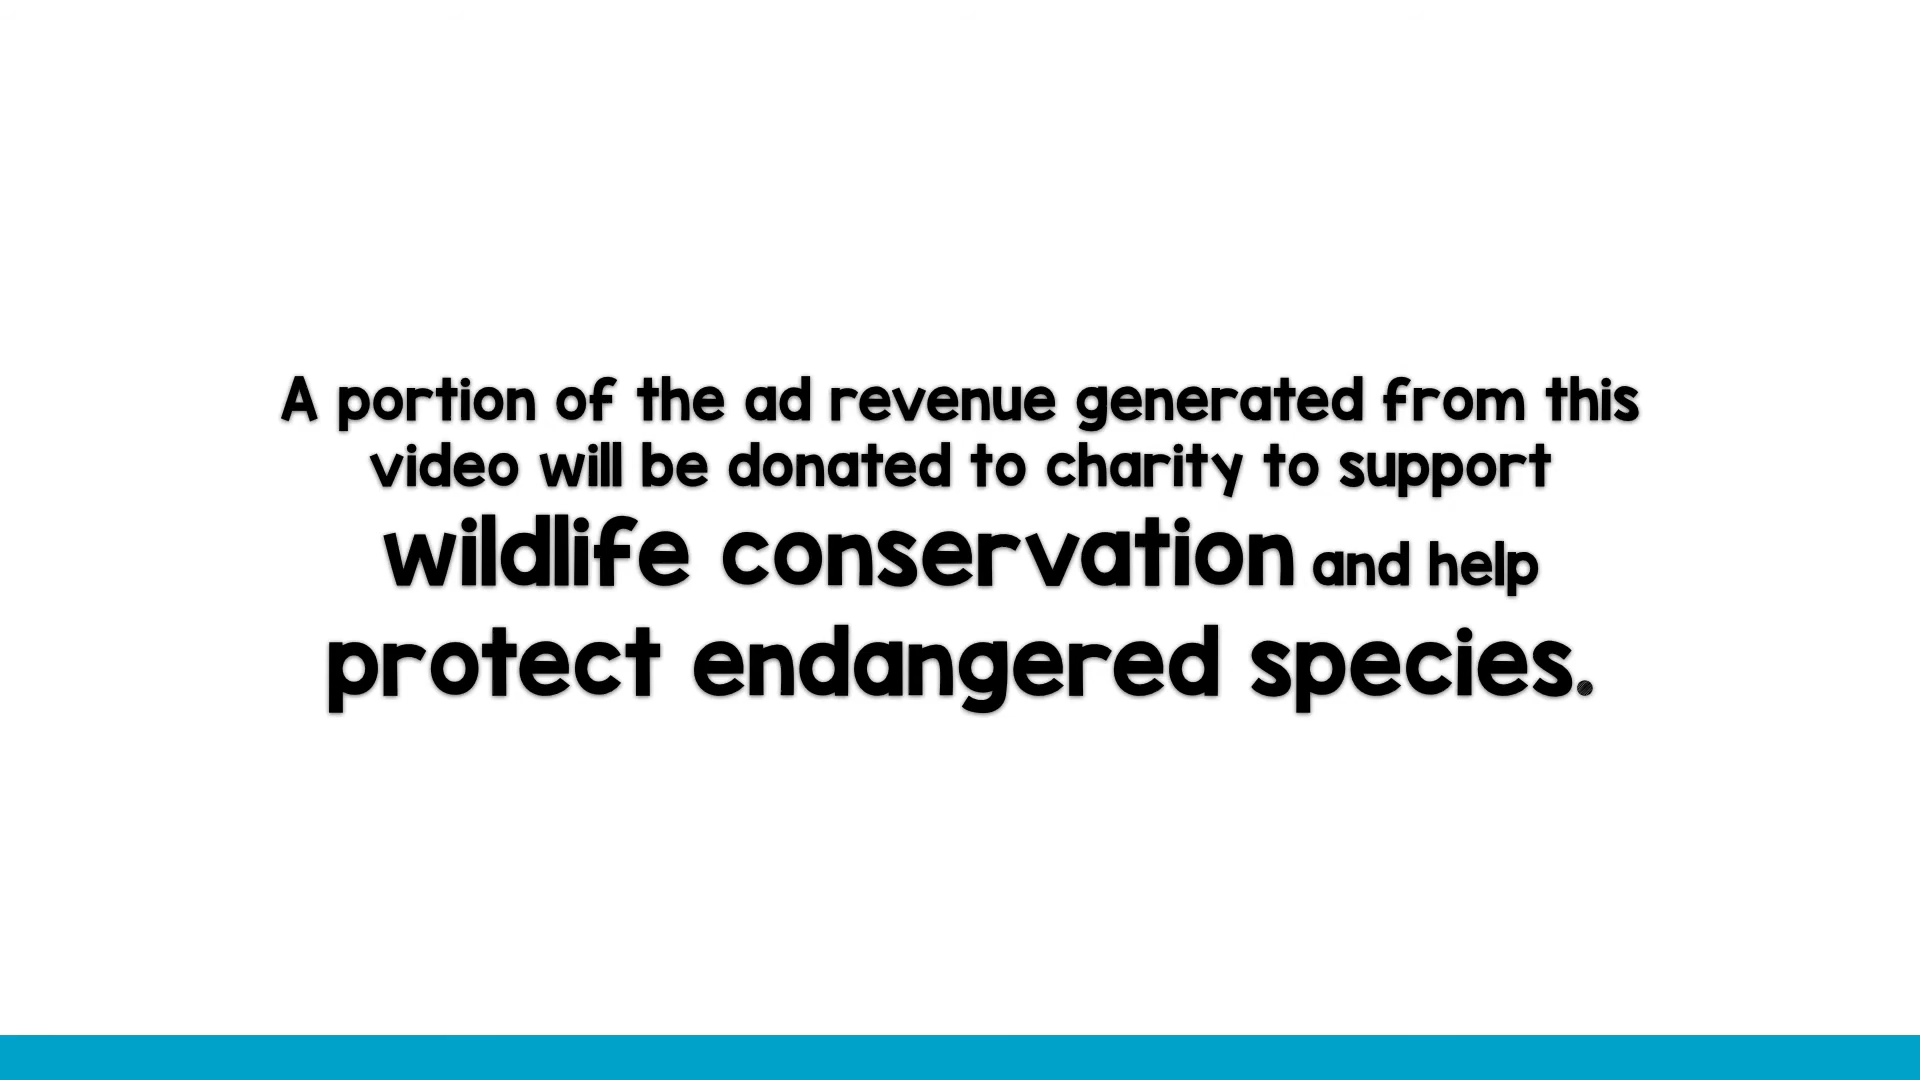 A portion of the ad revenue generated from this
video will be donated to charity to support
wildlife conservation and help
protect endangered species.